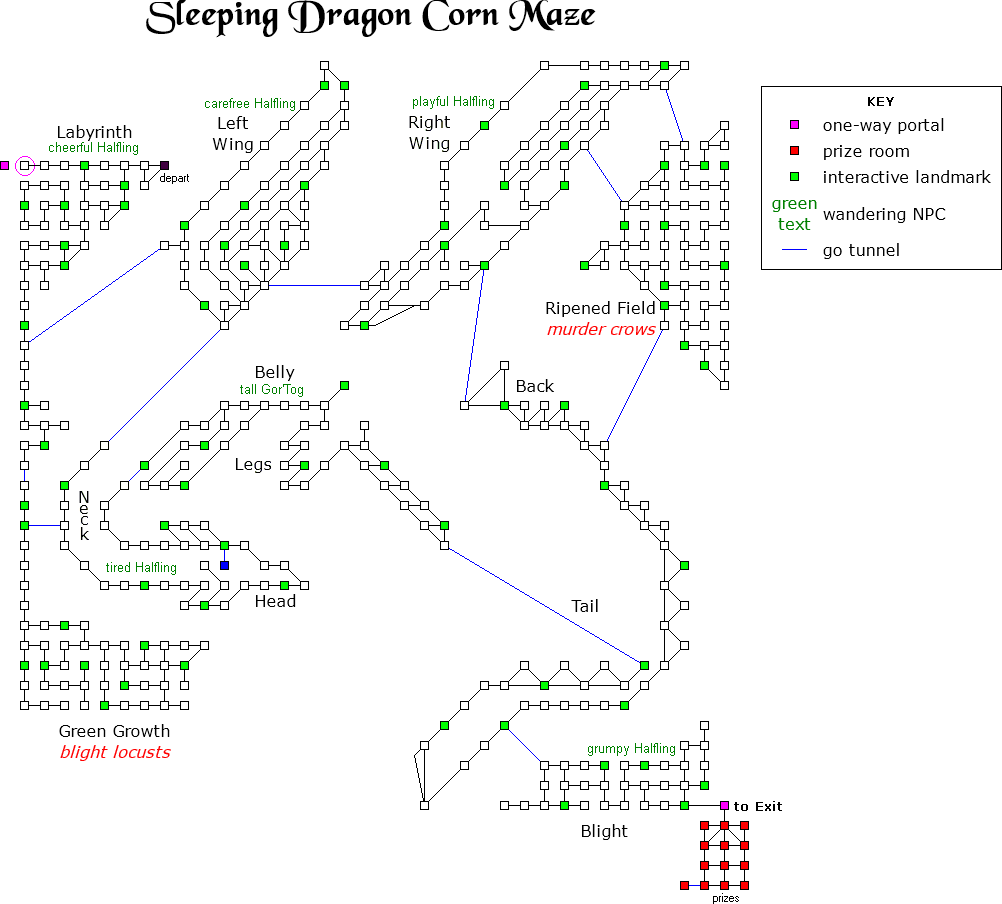 Sleeping Dragon Corn Maze
KEY
one-way portal
prize room
interactive landmark
green
text
wandering NPC
go tunnel
Labyrinth
cheerful Halfling
depart
carefree Halfling
Left
Wing
playful Halfling
Right
Wing
Ripened Field
murder crows
Belly
tall Gor'Tog
Back
Legs
Neck
tired Halfling
Head
Tail
Green Growth
blight locusts
grumpy Halfling
to Exit
Blight
prizes